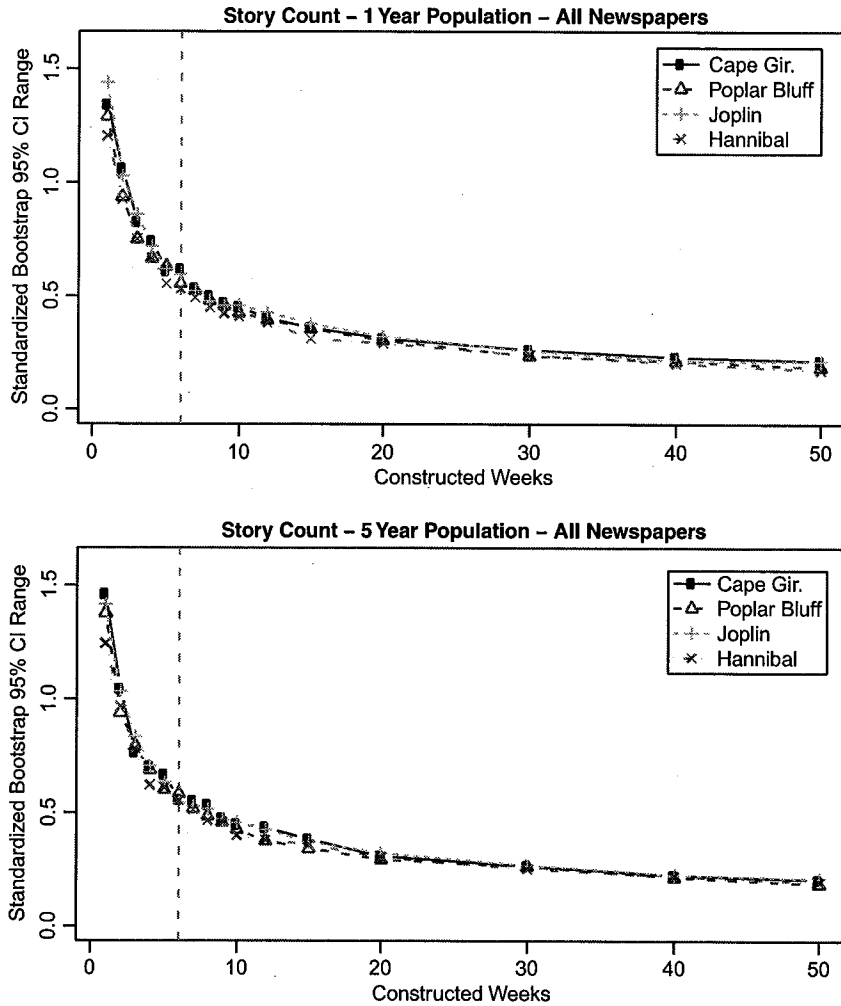 Story Count – 1 Year Population – All Newspapers
Standardized Bootstrap 95% CI Range
1.5
1.0
0.5
0.0
Cape Gir.
Poplar Bluff
Joplin
Hannibal
0 10 20 30 40 50
Constructed Weeks
Story Count – 5 Year Population – All Newspapers
Standardized Bootstrap 95% CI Range
1.5
1.0
0.5
0.0
Cape Gir.
Poplar Bluff
Joplin
Hannibal
0 10 20 30 40 50
Constructed Weeks